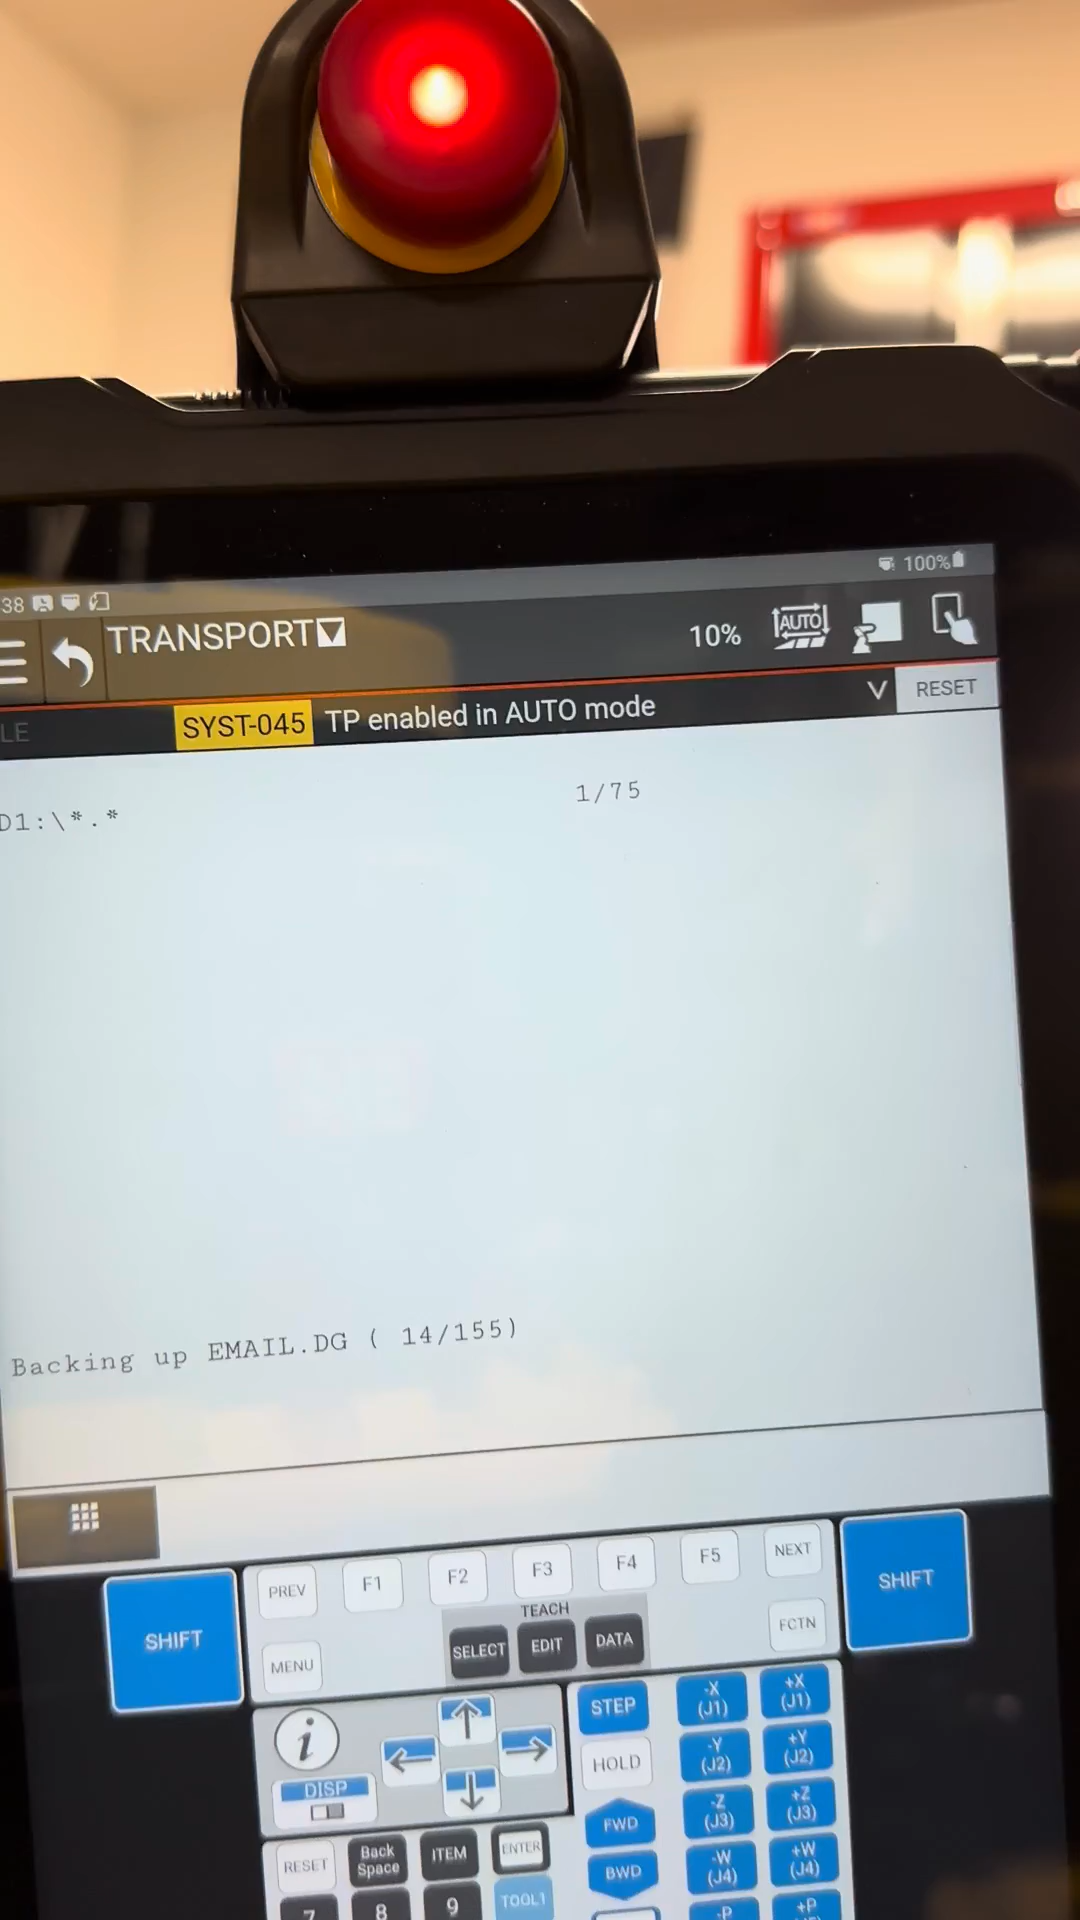 38
100%
TRANSPORT
10%
AUTO
LE
SYST-045 TP enabled in AUTO mode
V
RESET
1/75
D1:\*.*
Backing up EMAIL.DG ( 14/155)
PREV
F1
F2
F3
F4
F5
NEXT
SHIFT
SHIFT
TEACH
MENU
SELECT
EDIT
DATA
FCTN
i
DISP
STEP
-X
(J1)
+X
(J1)
HOLD
-Y
(J2)
+Y
(J2)
FWD
-Z
(J3)
+Z
(J3)
RESET
Back
Space
ITEM
ENTER
BWD
-W
(J4)
+W
(J4)
7
8
9
TOOL1
-P
+P